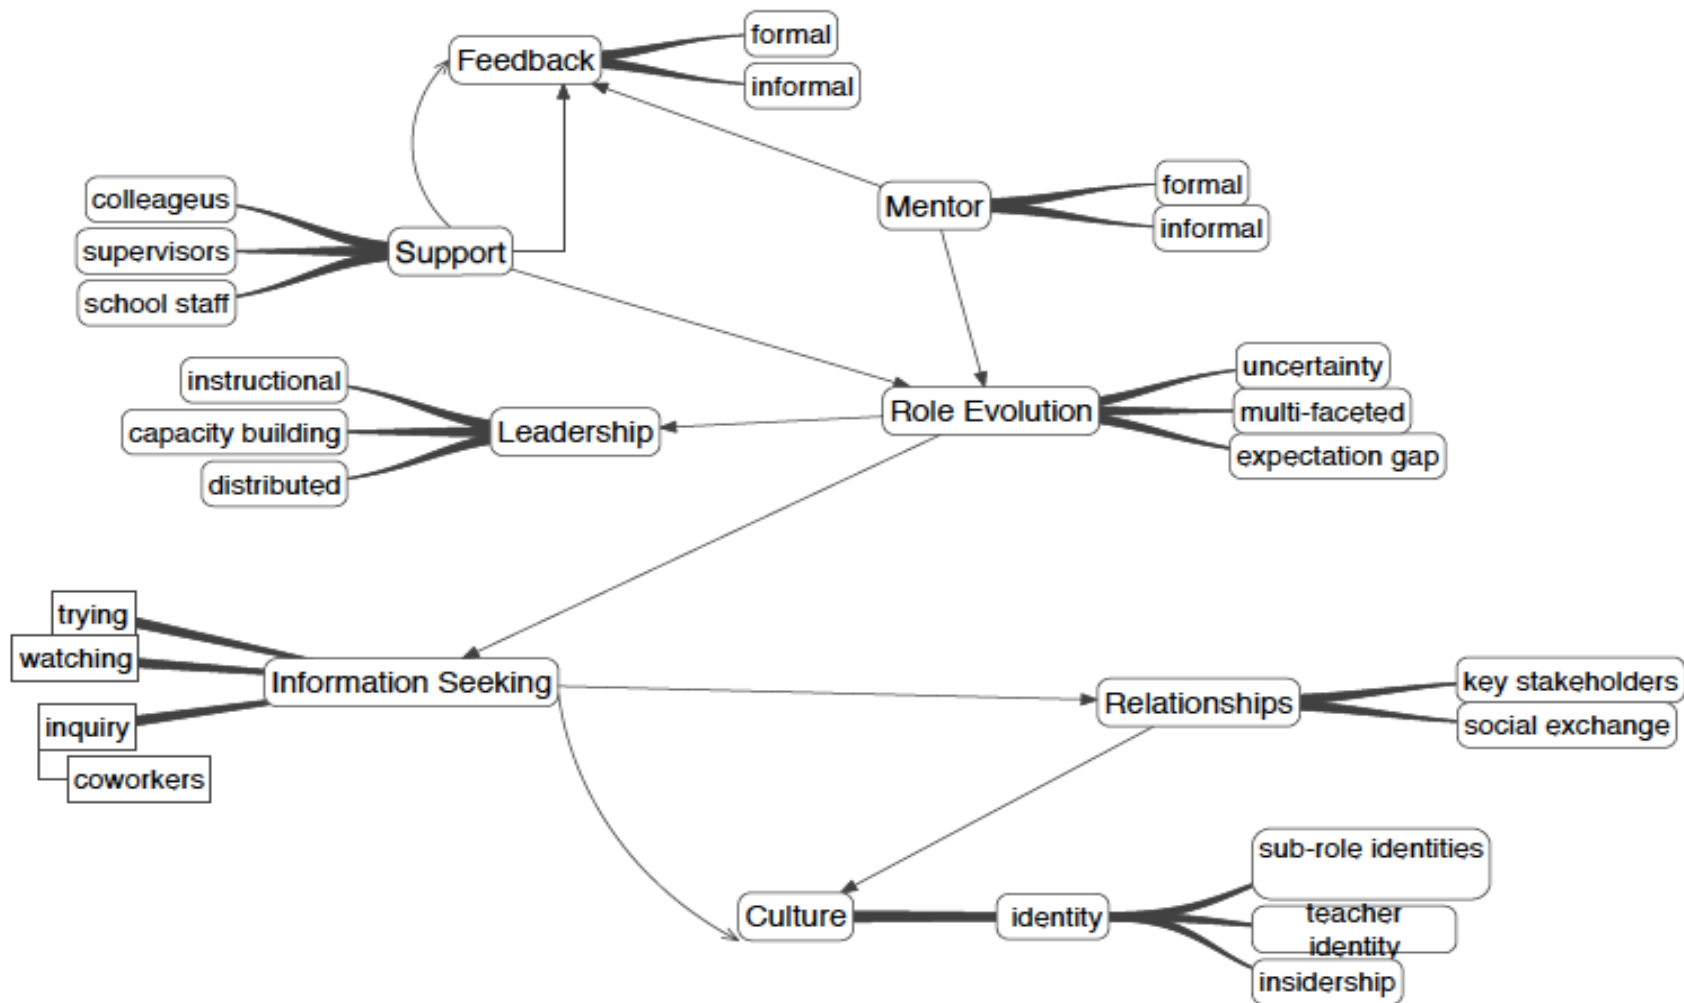 Feedback
formal
informal
Mentor
formal
informal
colleageus
supervisors
school staff
Support
instructional
capacity building
distributed
Leadership
Role Evolution
uncertainty
multi-faceted
expectation gap
trying
watching
inquiry
coworkers
Information Seeking
Relationships
key stakeholders
social exchange
Culture
identity
sub-role identities
teacher
identity
insidership